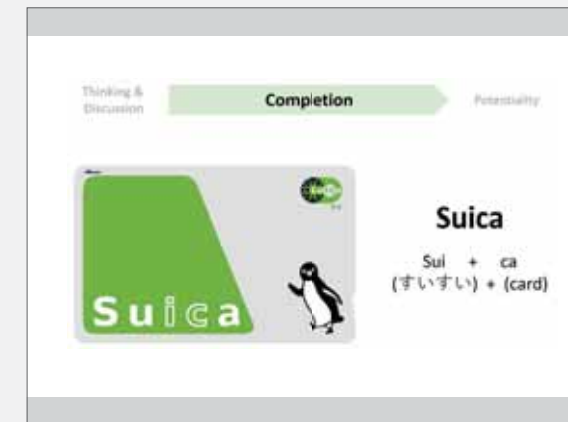 Thinking &
Discussion
Completion
Potentiality
Suica
Suica
Sui + ca
(すいすい) + (card)